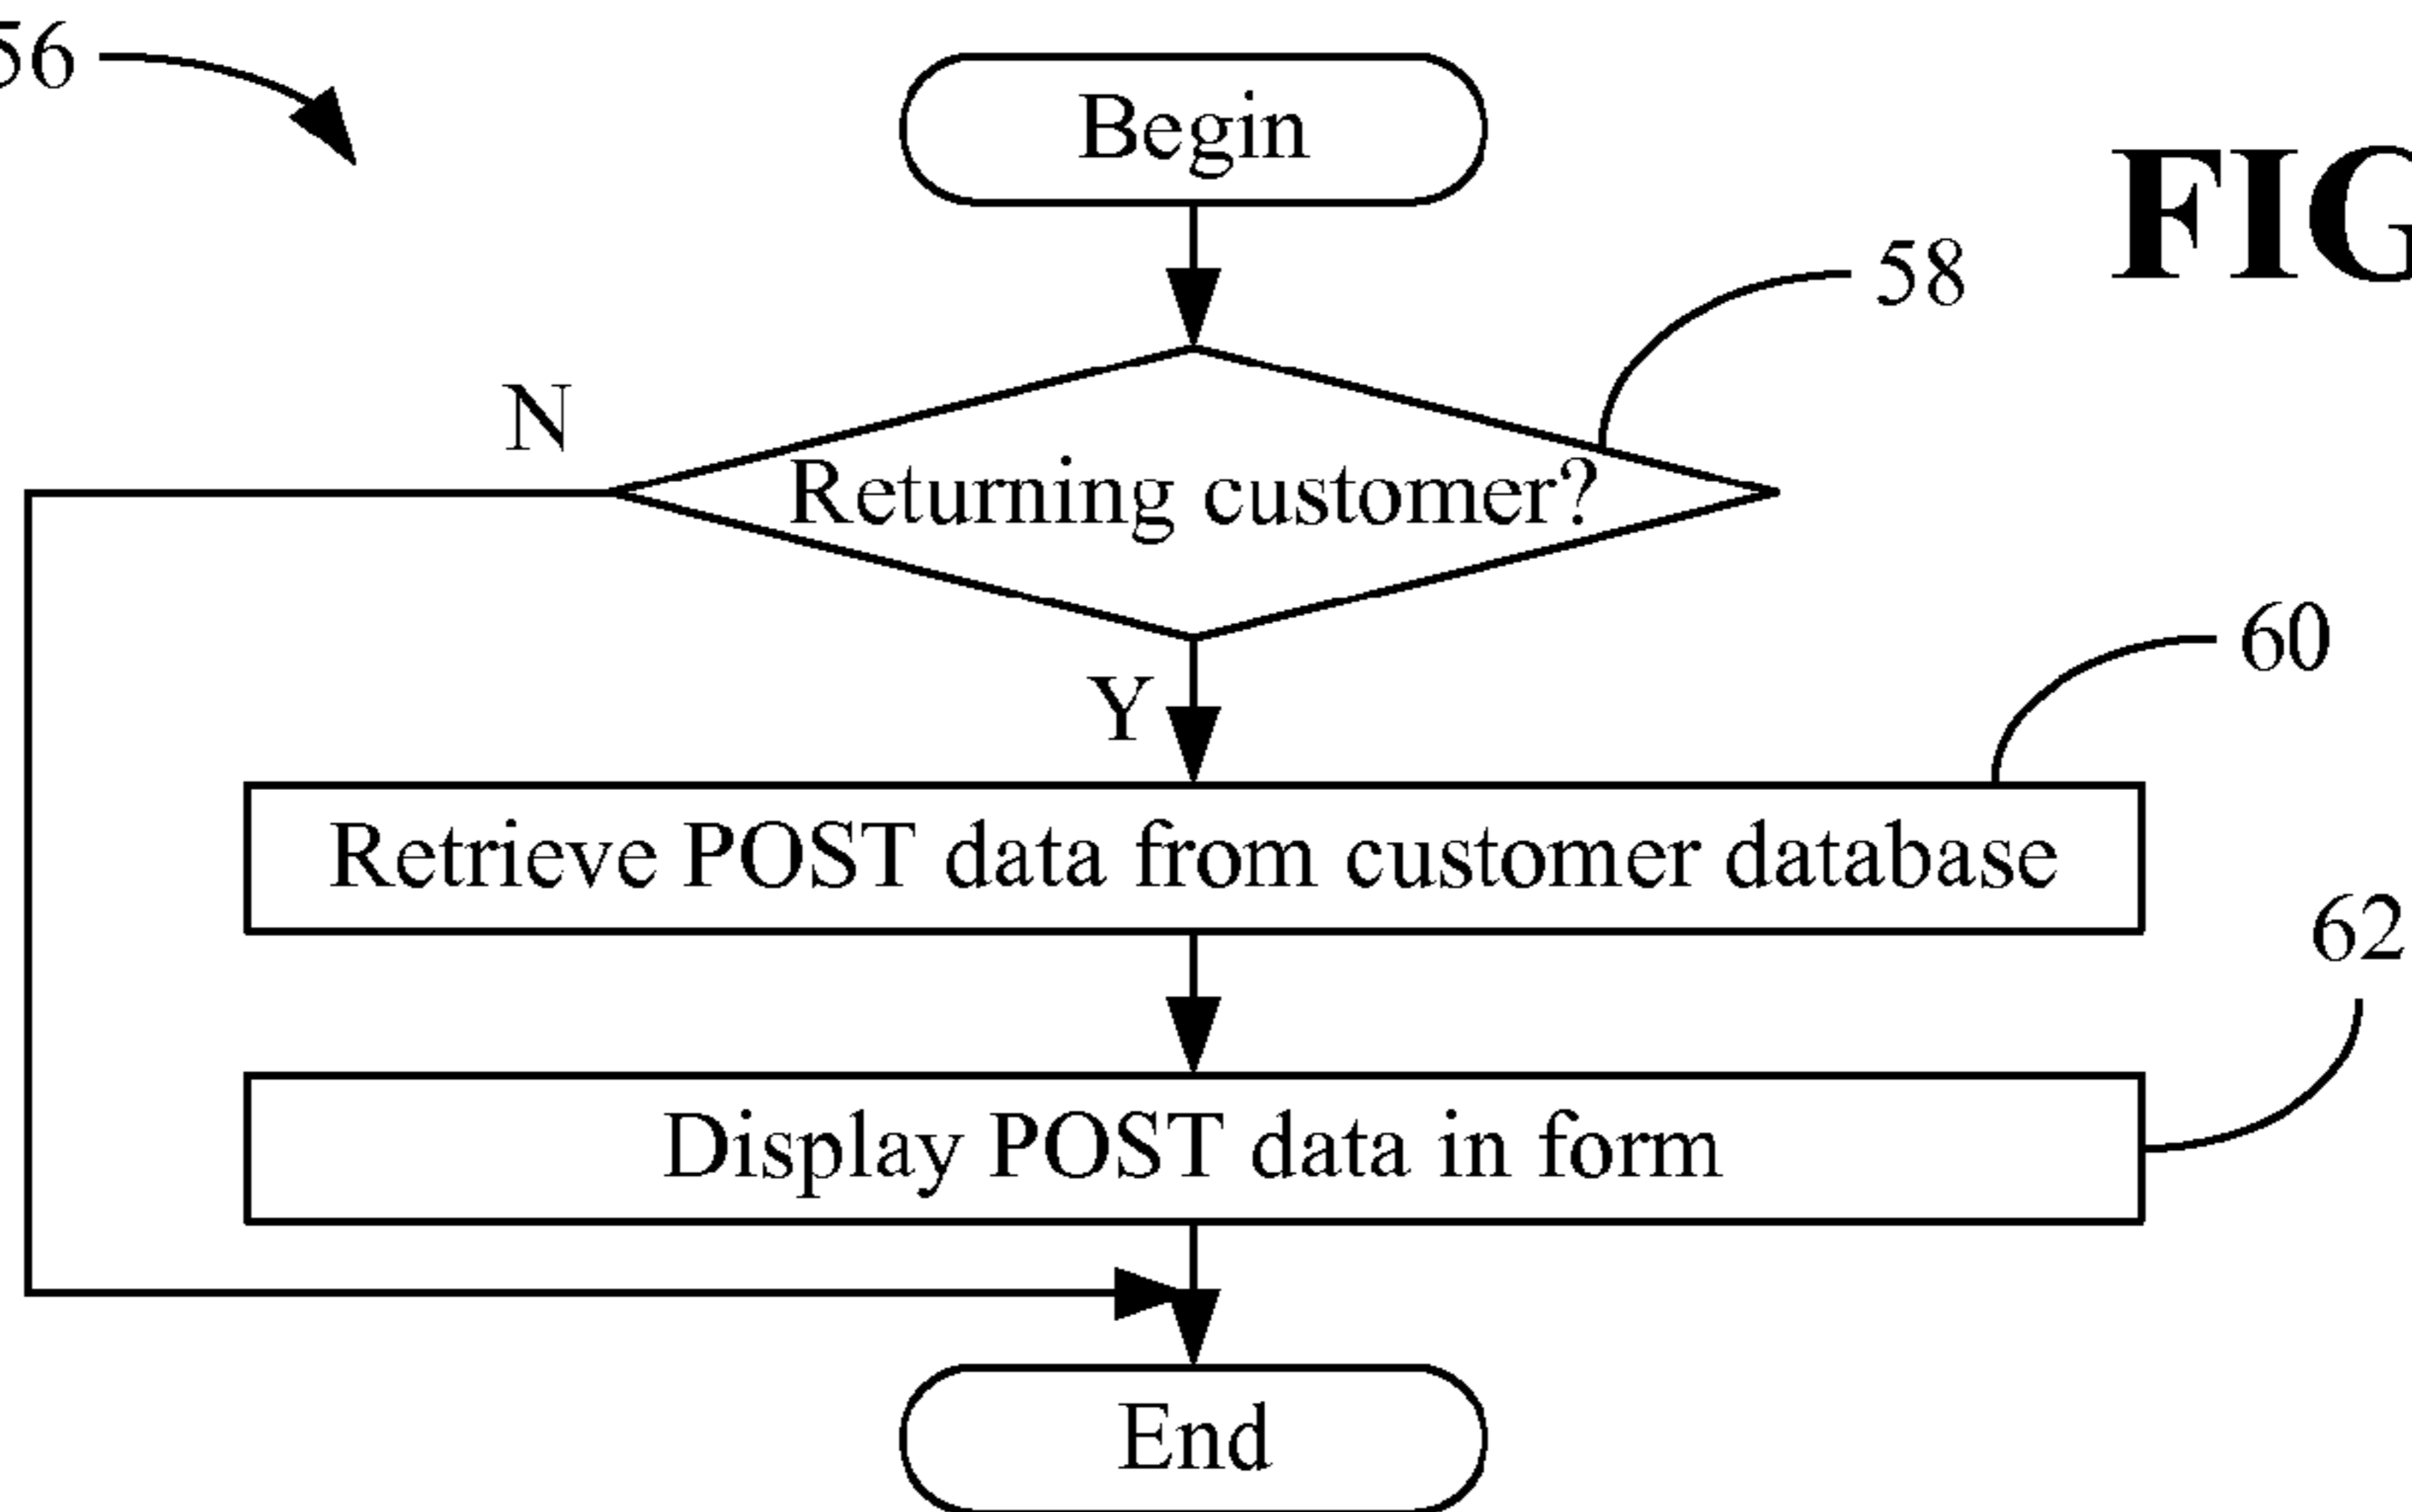 56
Begin
FIG
58
N
Returning customer?
60
Y
Retrieve POST data from customer database
62
Display POST data in form
End